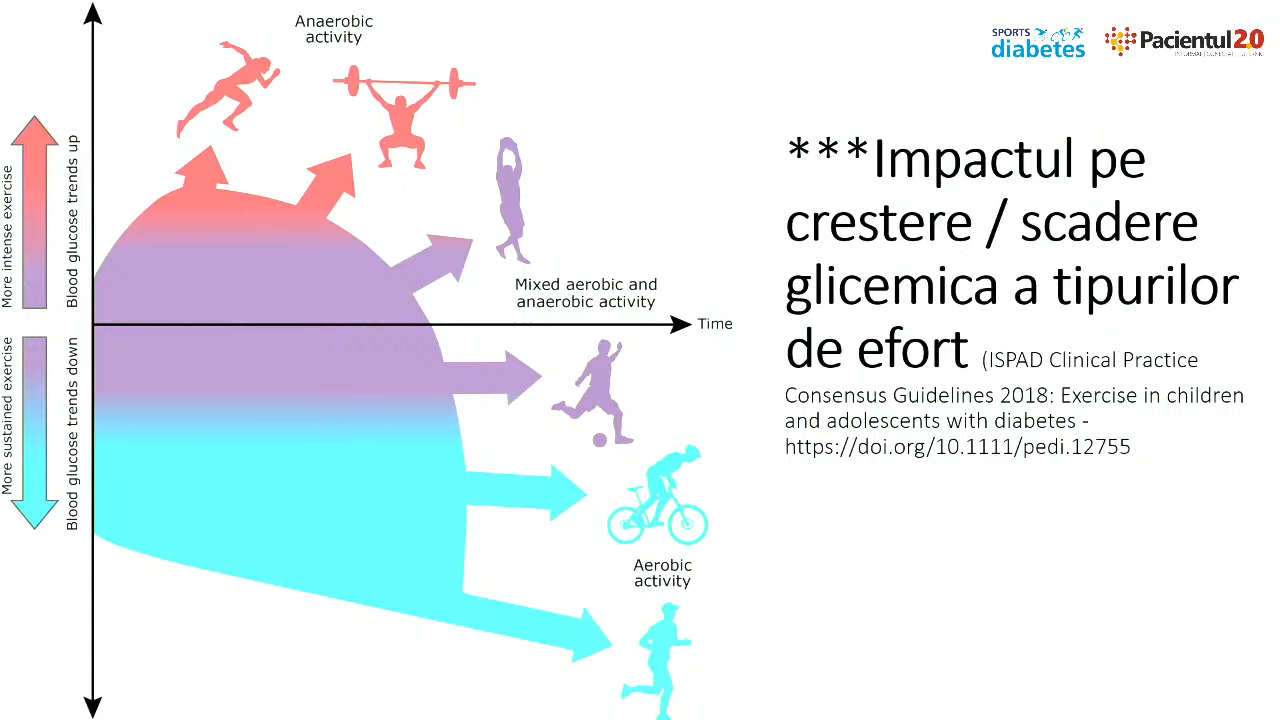 Anaerobic
activity
SPORTS
diabetes
Pacientul 2.0
More intense exercise
Blood glucose trends up
Mixed aerobic and
anaerobic activity
Time
More sustained exercise
Blood glucose trends down
Aerobic
activity
***Impactul pe
crestere / scadere
glicemica a tipurilor
de efort (ISPAD Clinical Practice
Consensus Guidelines 2018: Exercise in children
and adolescents with diabetes -
https://doi.org/10.1111/pedi.12755